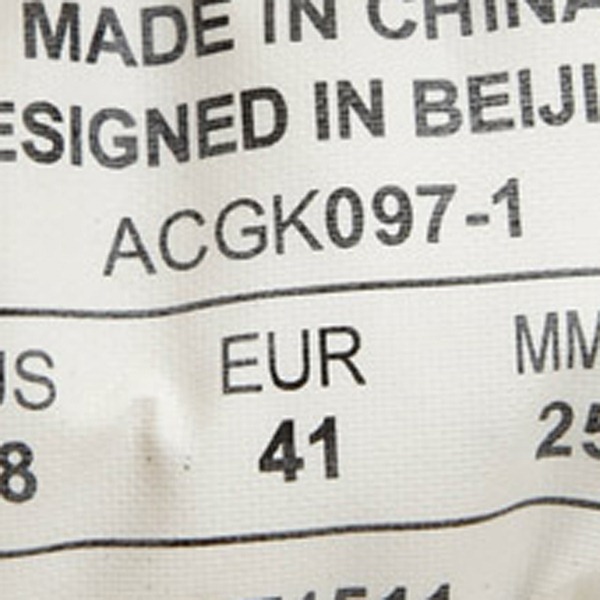 MADE IN CHINA
ESIGNED IN BEIJI
ACGK097-1
US EUR MM
8 41 25